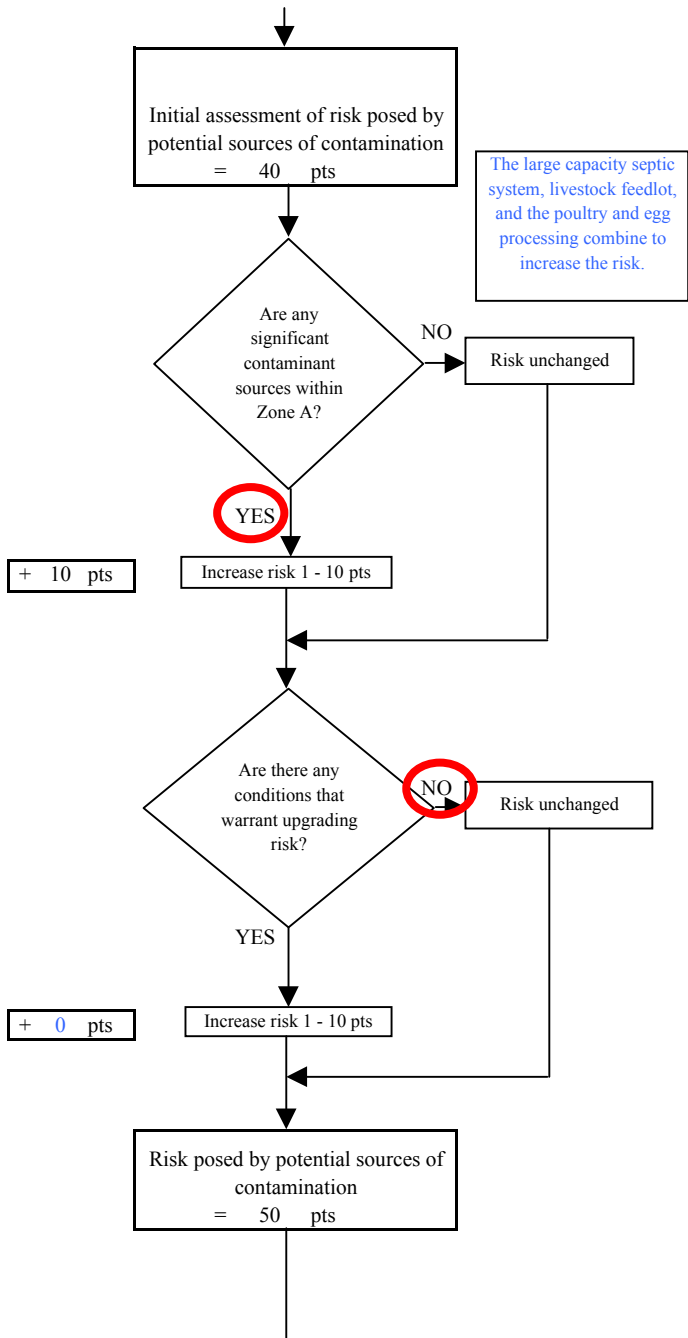 Initial assessment of risk posed by
potential sources of contamination
= 40 pts
The large capacity septic
system, livestock feedlot,
and the poultry and egg
processing combine to
increase the risk.
Are any
significant
contaminant
sources within
Zone A?
NO
Risk unchanged
YES
+ 10 pts
Increase risk 1 - 10 pts
Are there any
conditions that
warrant upgrading
risk?
NO
Risk unchanged
YES
+ 0 pts
Increase risk 1 - 10 pts
Risk posed by potential sources of
contamination
= 50 pts